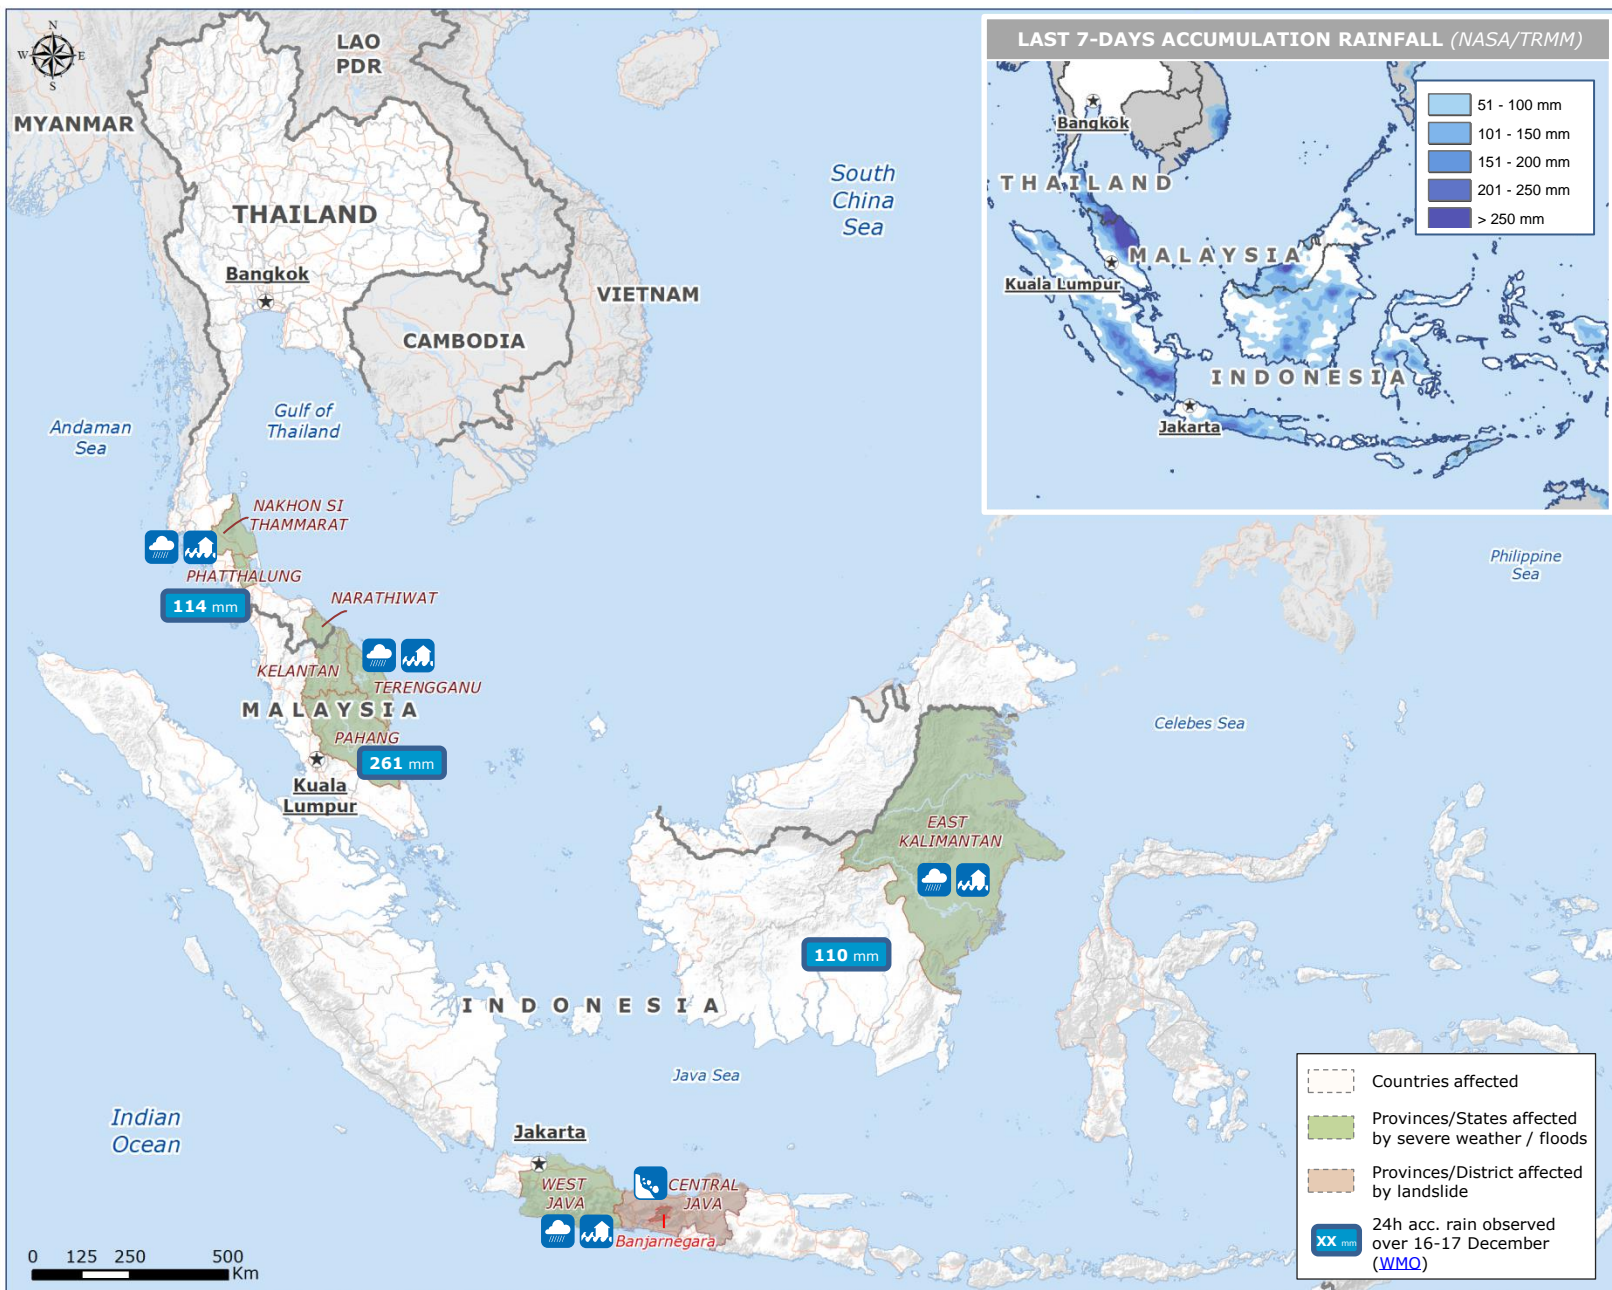 N
W
E
S
LAO
PDR
MYANMAR
THAILAND
Bangkok
VIETNAM
CAMBODIA
South
China
Sea
Andaman
Sea
Gulf of
Thailand
NAKHON SI
THAMMARAT
PHATTHALUNG
114 mm
NARATHIWAT
KELANTAN
TERENGGANU
MALAYSIA
PAHANG
261 mm
Kuala
Lumpur
Philippine
Sea
Celebes Sea
EAST
KALIMANTAN
110 mm
INDONESIA
Java Sea
Indian
Ocean
Jakarta
WEST
JAVA
CENTRAL
JAVA
Banjarnegara
0 125 250 500
Km
LAST 7-DAYS ACCUMULATION RAINFALL (NASA/TRMM)
51 - 100 mm
101 - 150 mm
151 - 200 mm
201 - 250 mm
> 250 mm
Bangkok
THAILAND
MALAYSIA
Kuala Lumpur
INDONESIA
Jakarta
Countries affected
Provinces/States affected
by severe weather / floods
Provinces/District affected
by landslide
XX mm
24h acc. rain observed
over 16-17 December
(WMO)